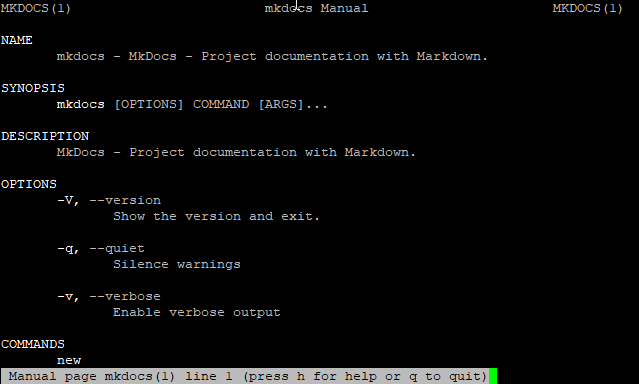 MKDOCS(1) mkdocs Manual MKDOCS(1)
NAME
mkdocs - MkDocs - Project documentation with Markdown.
SYNOPSIS
mkdocs [OPTIONS] COMMAND [ARGS]...
DESCRIPTION
MkDocs - Project documentation with Markdown.
OPTIONS
-V, --version
Show the version and exit.
-q, --quiet
Silence warnings
-v, --verbose
Enable verbose output
COMMANDS
new
Manual page mkdocs(1) line 1 (press h for help or q to quit)